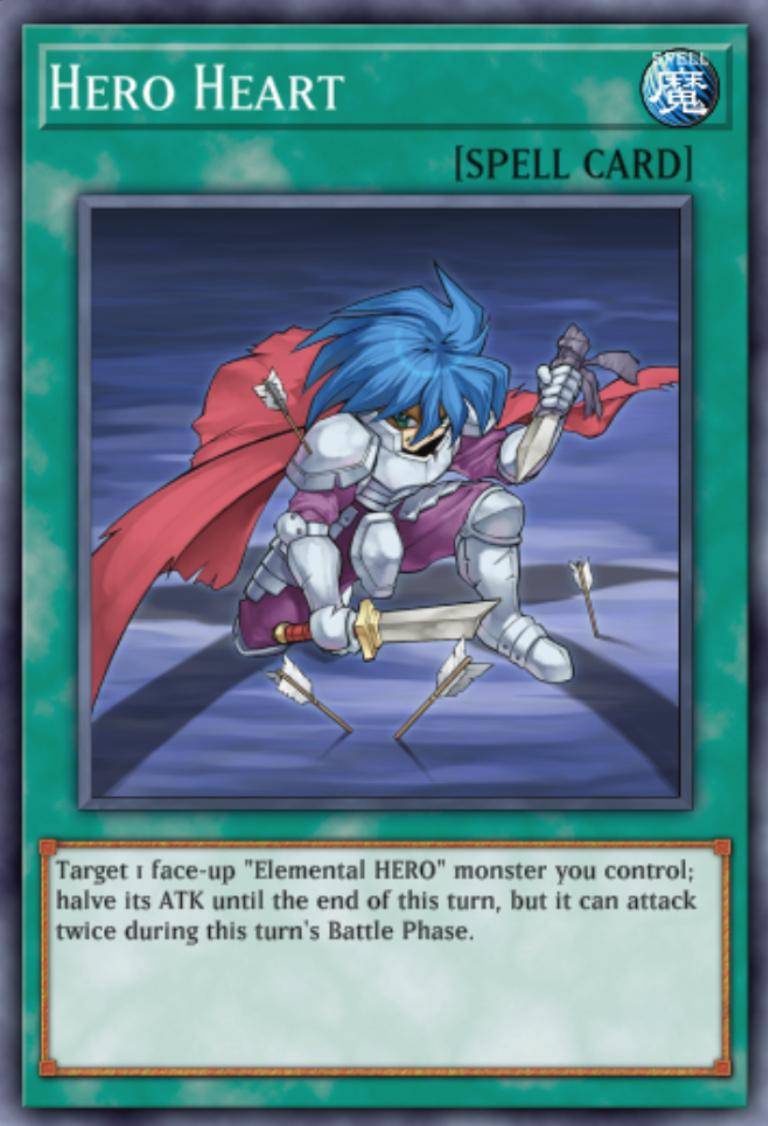 Hero Heart
SPELL
魔
[SPELL CARD]
Target 1 face-up "Elemental HERO" monster you control;
halve its ATK until the end of this turn, but it can attack
twice during this turn's Battle Phase.